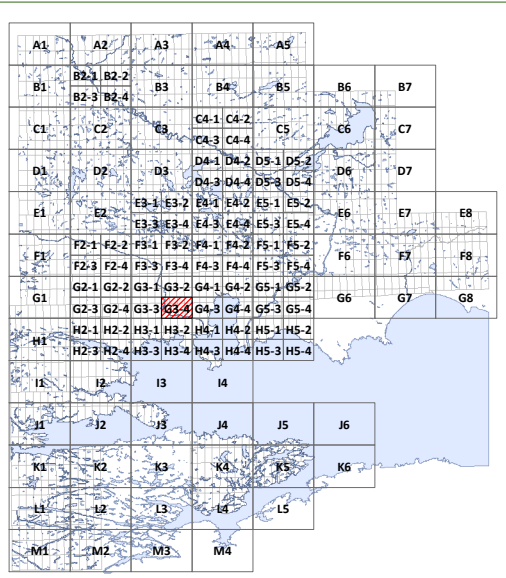 A1 A2 A3 A4 A5
B2-1 B2-2
B1 B3 B4 B5 B6 B7
B2-3 B2-4
C4-1 C4-2
C1 C2 C3 C5 C6 C7
C4-3 C4-4
D4-1 D4-2 D5-1 D5-2
D1 D2 D3 D6 D7
D4-3 D4-4 D5-3 D5-4
E3-1 E3-2 E4-1 E4-2 E5-1 E5-2
E1 E2 E6 E7 E8
E3-3 E3-4 E4-3 E4-4 E5-3 E5-4
F2-1 F2-2 F3-1 F3-2 F4-1 F4-2 F5-1 F5-2
F1 F6 F7 F8
F2-3 F2-4 F3-3 F3-4 F4-3 F4-4 F5-3 F5-4
G2-1 G2-2 G3-1 G3-2 G4-1 G4-2 G5-1 G5-2
G1 G6 G7 G8
G2-3 G2-4 G3-3 G3-4 G4-3 G4-4 G5-3 G5-4
H2-1 H2-2 H3-1 H3-2 H4-1 H4-2 H5-1 H5-2
H1
H2-3 H2-4 H3-3 H3-4 H4-3 H4-4 H5-3 H5-4
I1 I2 I3 I4
J1 J2 J3 J4 J5 J6
K1 K2 K3 K4 K5 K6
L1 L2 L3 L4 L5
M1 M2 M3 M4